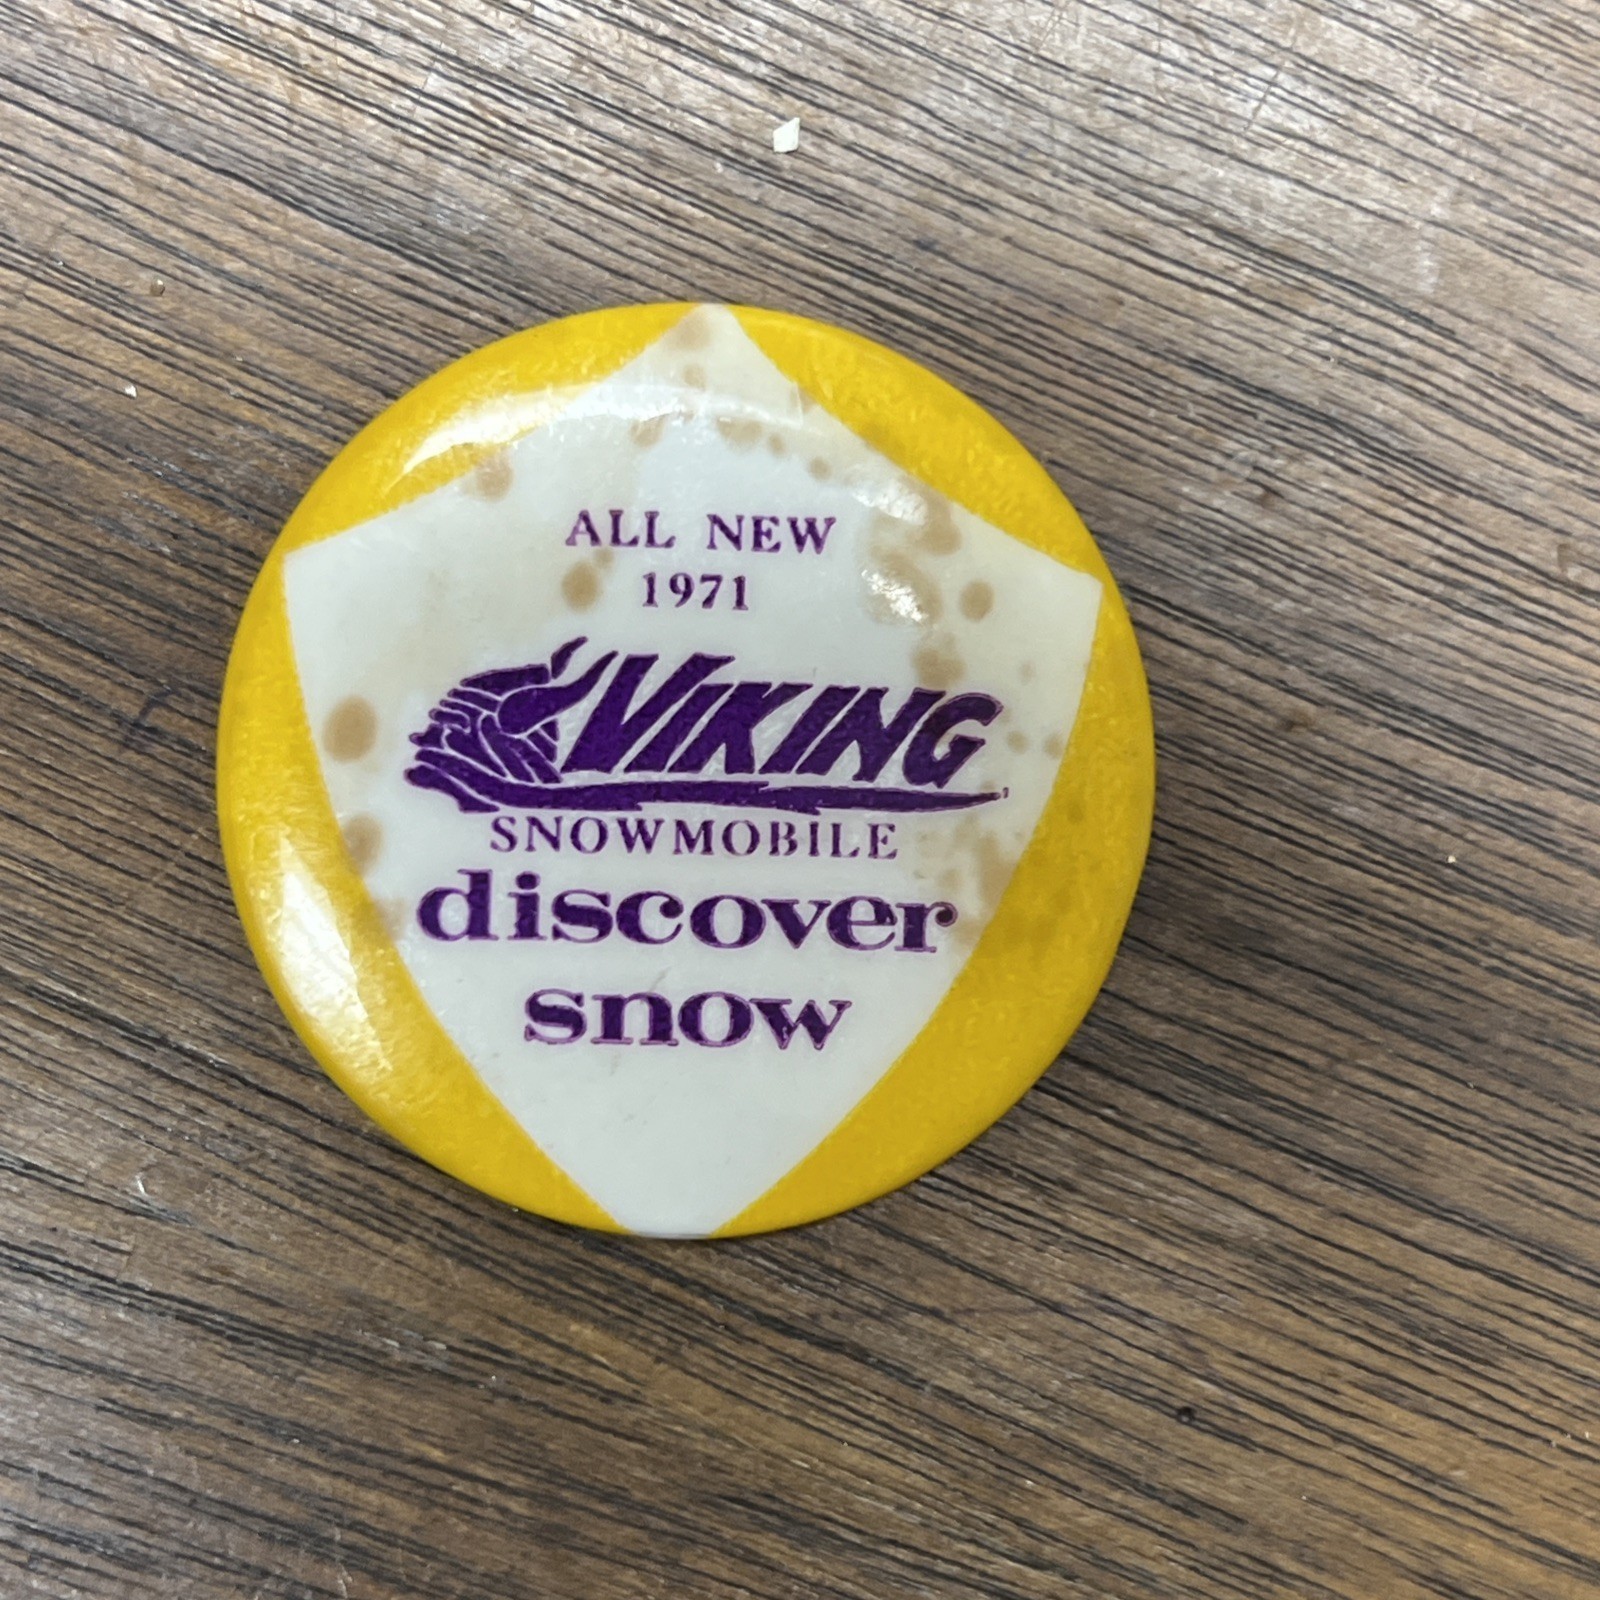 ALL NEW
1971
VIKING
SNOWMOBILE
discover
snow